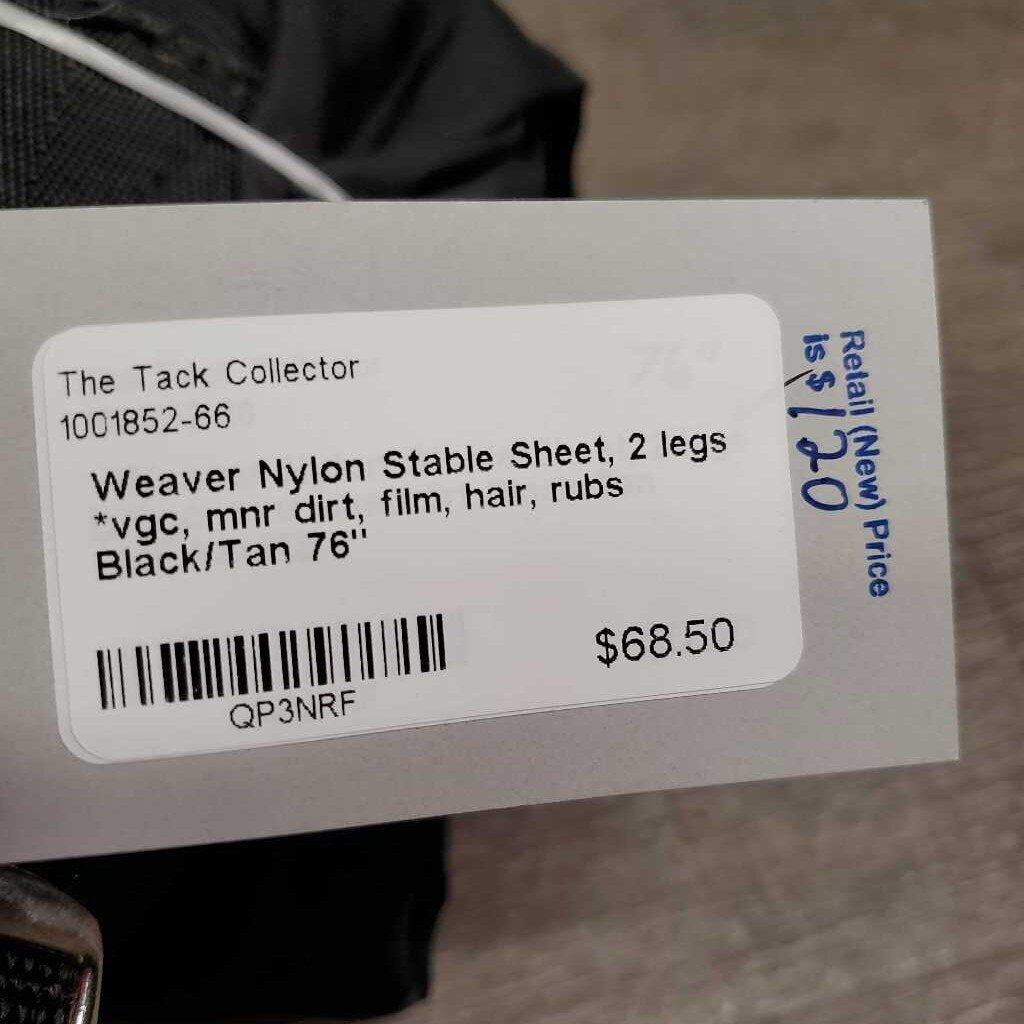 The Tack Collector
1001852-66
Weaver Nylon Stable Sheet, 2 legs
*vgc, mnr dirt, film, hair, rubs
Black/Tan 76"
$68.50
QP3NRF
Retail (New) Price
is $ 120
76"